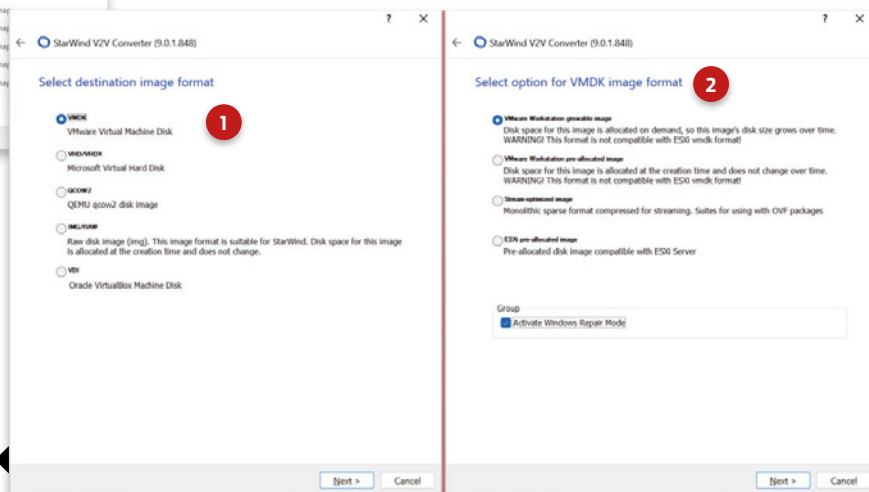 StarWind V2V Converter (9.0.1.848)
Select destination image format
1
VMDK
VMware Virtual Machine Disk
VHD/VHDX
Microsoft Virtual Hard Disk
QCOW2
QEMU qcow2 disk image
IMG/RAW
Raw disk image (img). This image format is suitable for StarWind. Disk space for this image
is allocated at the creation time and does not change.
VDI
Oracle VirtualBox Machine Disk
Next >
Cancel
StarWind V2V Converter (9.0.1.848)
Select option for VMDK image format
2
VMware Workstation growable image
Disk space for this image is allocated on demand, so this image's disk size grows over time.
WARNING! This format is not compatible with ESXi vmdk format!
VMware Workstation pre-allocated image
Disk space for this image is allocated at the creation time and does not change over time.
WARNING! This format is not compatible with ESXi vmdk format!
Stream-optimized image
Monolithic sparse format compressed for streaming. Suites for using with OVF packages
ESXi pre-allocated image
Pre-allocated disk image compatible with ESXi Server
Group
Activate Windows Repair Mode
Next >
Cancel